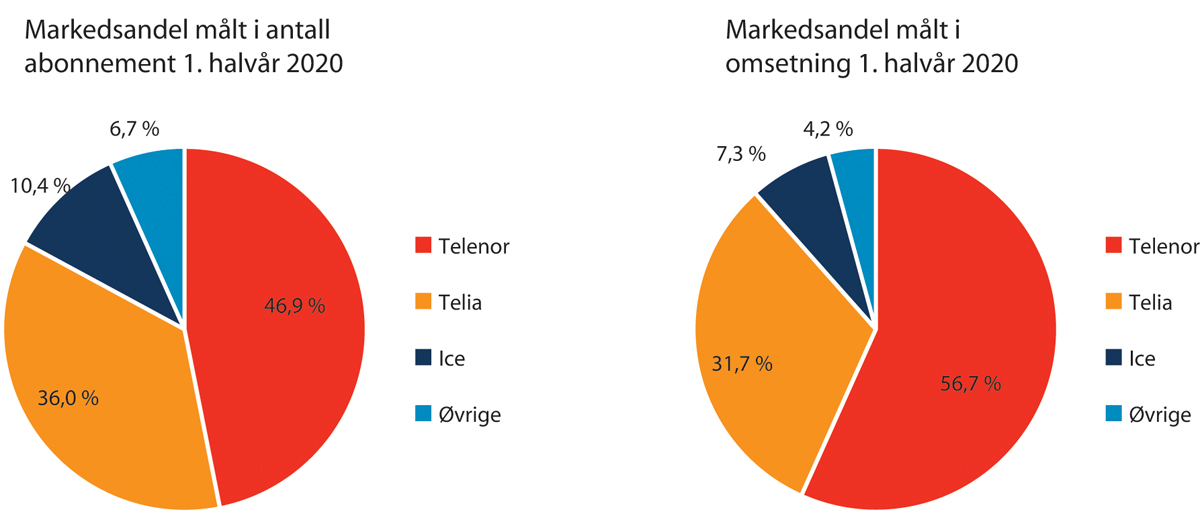 Markedsandel målt i antall
abonnement 1. halvår 2020
6,7 %
10,4 %
46,9 %
36,0 %
Telenor
Telia
Ice
Øvrige
Markedsandel målt i
omsetning 1. halvår 2020
4,2 %
7,3 %
31,7 %
56,7 %
Telenor
Telia
Ice
Øvrige